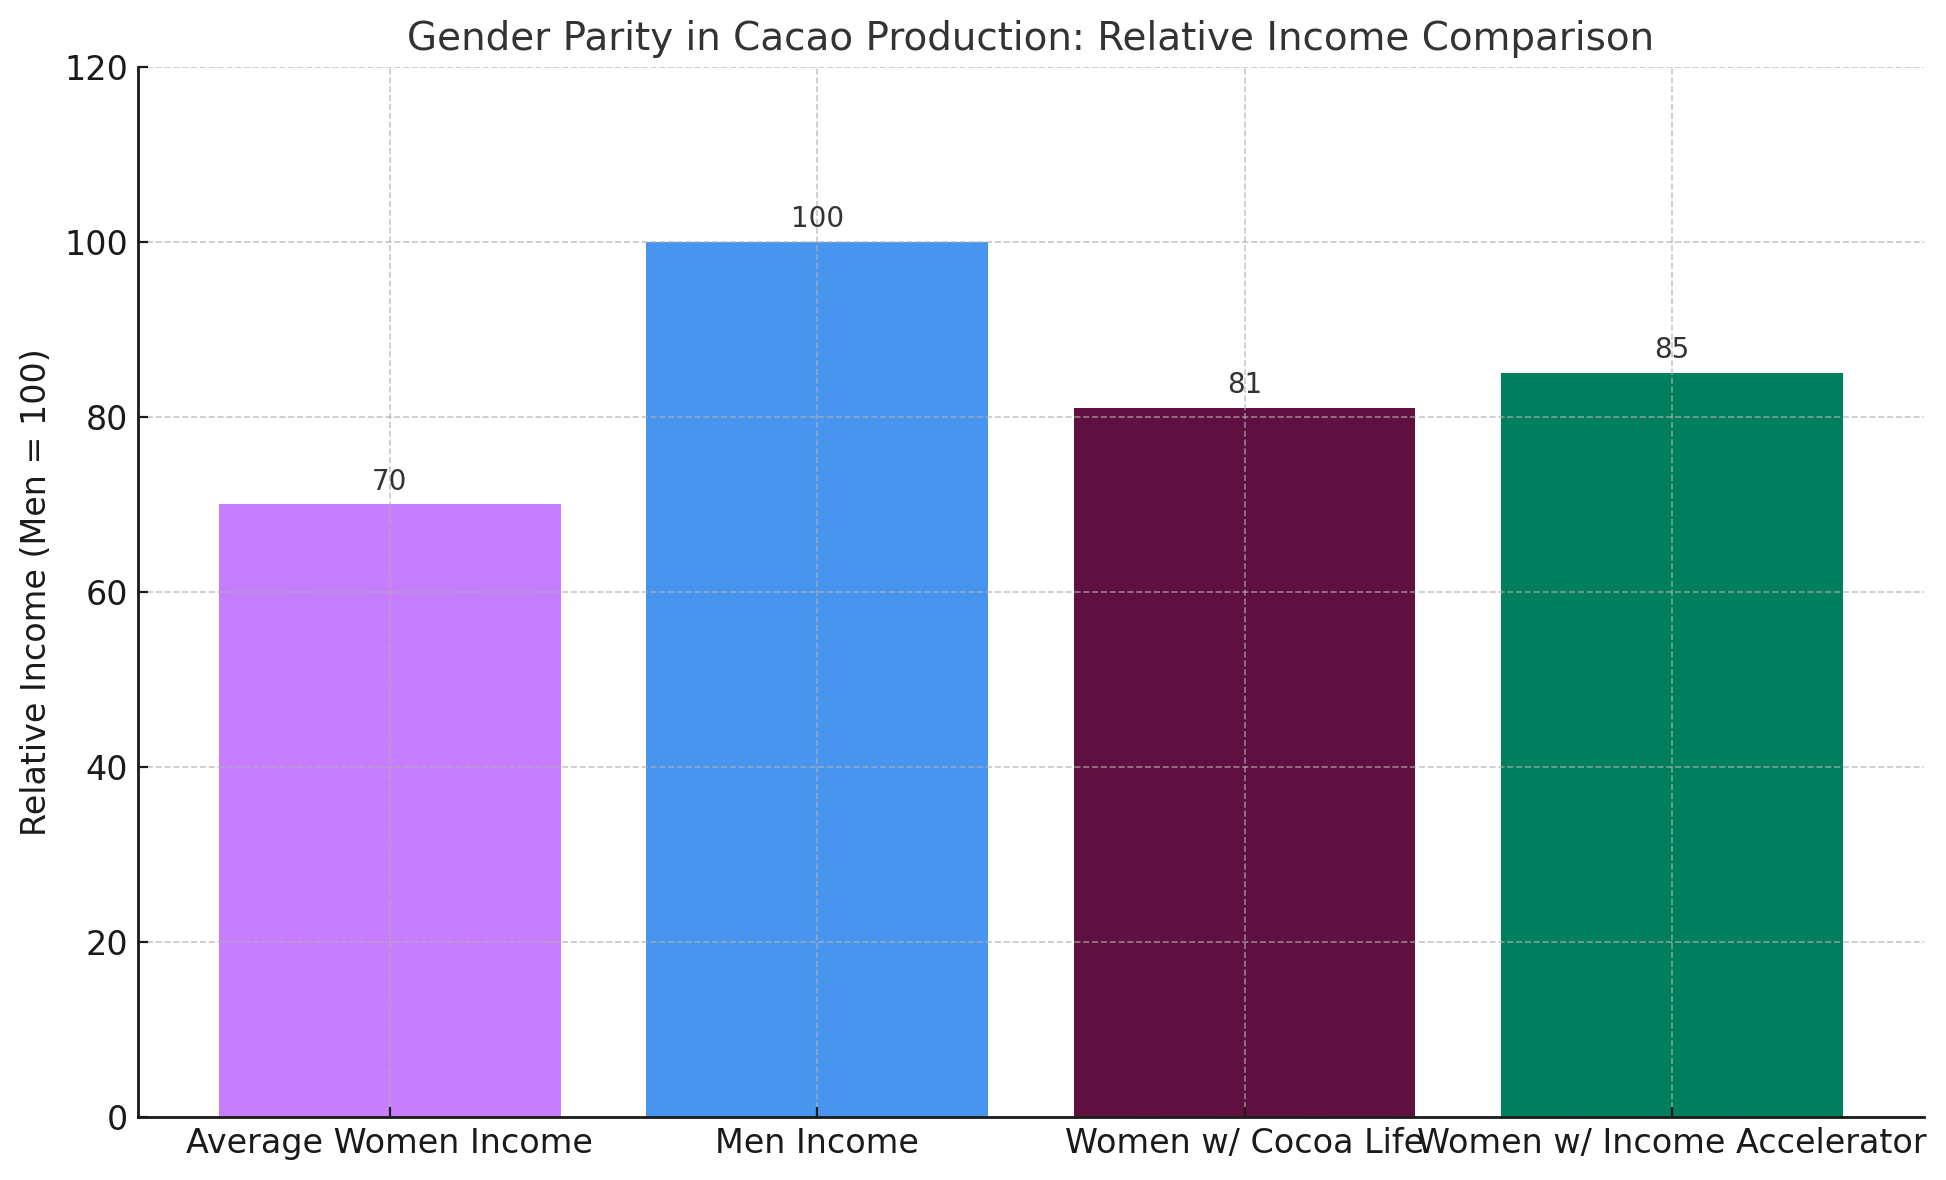 Gender Parity in Cacao Production: Relative Income Comparison
Relative Income (Men = 100)
120
100
80
60
40
20
0
70
100
81
85
Average Women Income
Men Income
Women w/ Cocoa Life
Women w/ Income Accelerator